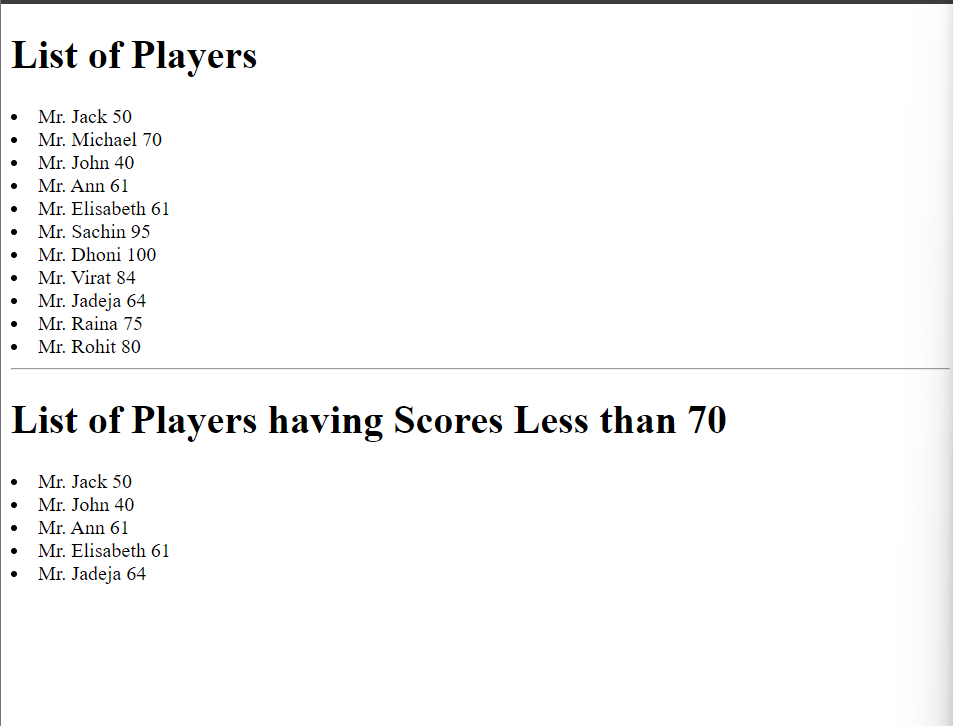 List of Players
• Mr. Jack 50
• Mr. Michael 70
• Mr. John 40
• Mr. Ann 61
• Mr. Elisabeth 61
• Mr. Sachin 95
• Mr. Dhoni 100
• Mr. Virat 84
• Mr. Jadeja 64
• Mr. Raina 75
• Mr. Rohit 80
List of Players having Scores Less than 70
• Mr. Jack 50
• Mr. John 40
• Mr. Ann 61
• Mr. Elisabeth 61
• Mr. Jadeja 64